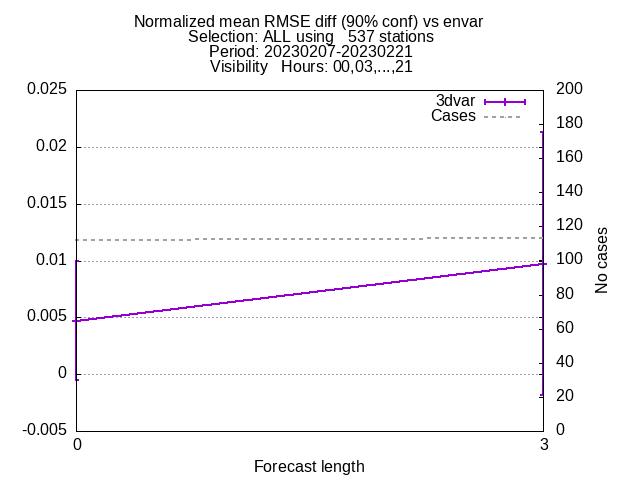 Normalized mean RMSE diff (90% conf) vs envar
Selection: ALL using   537 stations
Period: 20230207-20230221
Visibility   Hours: 00,03,...,21
3dvar
Cases
0.025
0.02
0.015
0.01
0.005
0
-0.005
200
180
160
140
120
100
80
60
40
20
0
No cases
0
3
Forecast length